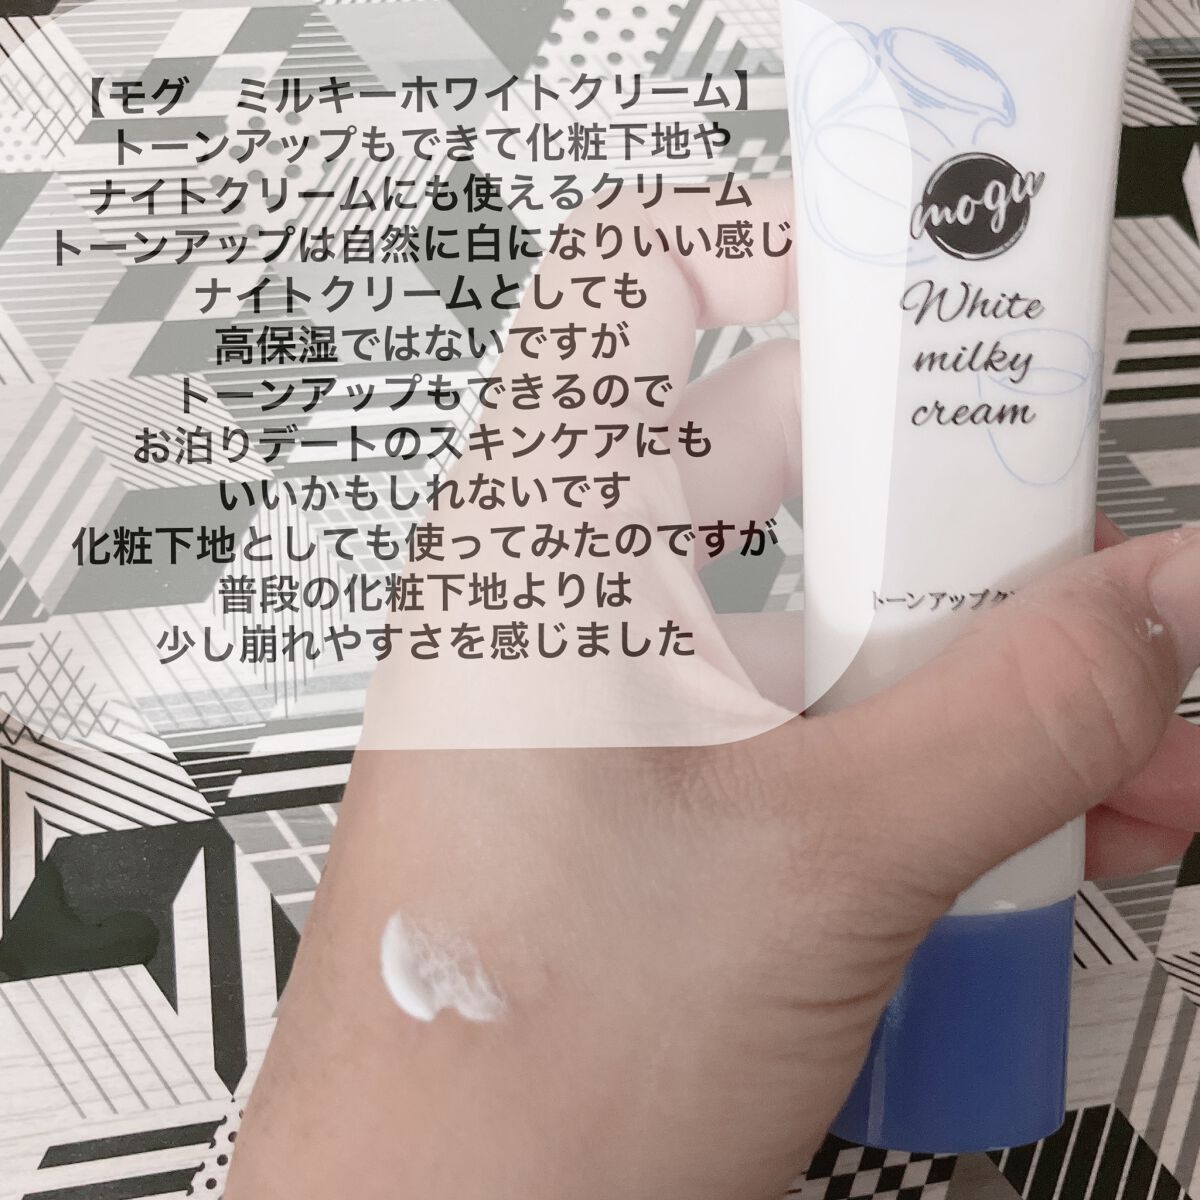 【モグ　ミルキーホワイトクリーム】
トーンアップもできて化粧下地や
ナイトクリームにも使えるクリーム
トーンアップは自然に白になりいい感じ
ナイトクリームとしても
高保湿ではないですが
トーンアップもできるので
お泊りデートのスキンケアにも
いいかもしれないです
化粧下地としても使ってみたのですが
普段の化粧下地よりは
少し崩れやすさを感じました
mogu
White
milky
cream
トーンアップク